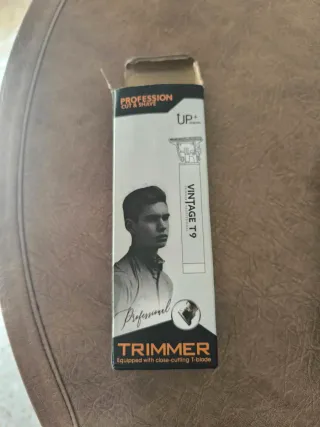 PROFESSION
CUT & SHAVE
UP+
VINTAGE T9
Professional
TRIMMER
Equipped with close-cutting T-blade